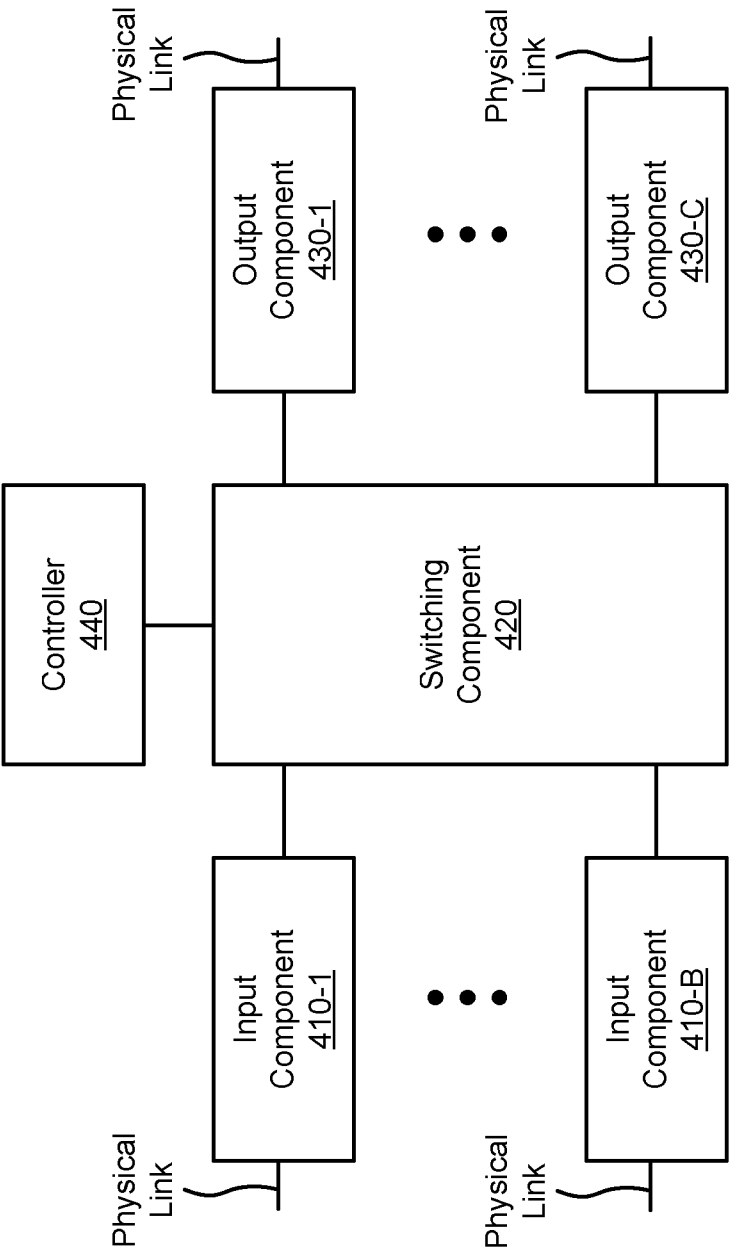 Controller
440
Physical
Link
Input
Component
410-1
Switching
Component
420
Output
Component
430-1
Physical
Link
Physical
Link
Input
Component
410-B
Output
Component
430-C
Physical
Link